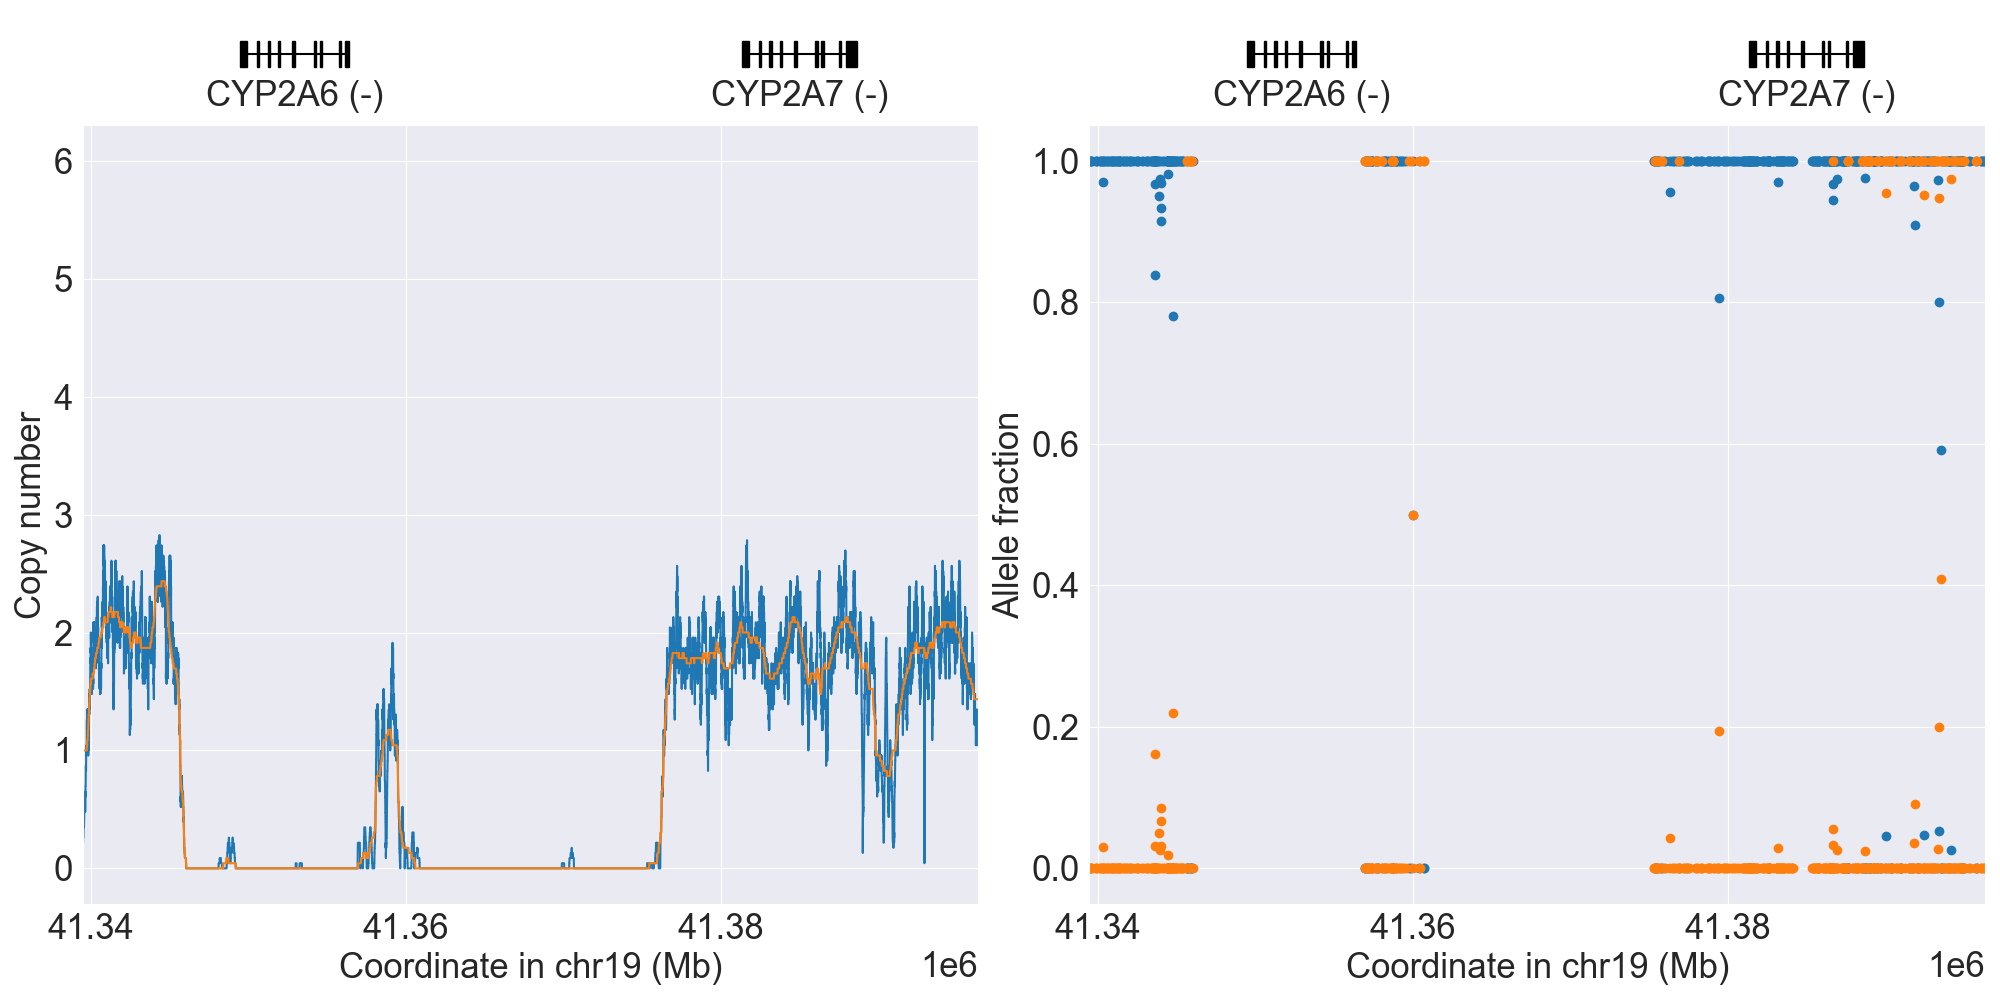 CYP2A6 (-) CYP2A7 (-)
6
5
4
3
2
1
0
Copy number
41.34 41.36 41.38
Coordinate in chr19 (Mb) 1e6
CYP2A6 (-) CYP2A7 (-)
1.0
0.8
0.6
0.4
0.2
0.0
Allele fraction
41.34 41.36 41.38
Coordinate in chr19 (Mb) 1e6